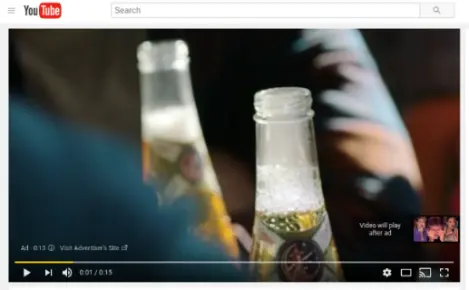 YouTube
Search
Video will play
after ad
Ad · 0:13
Visit Advertiser's Site
0:01 / 0:15